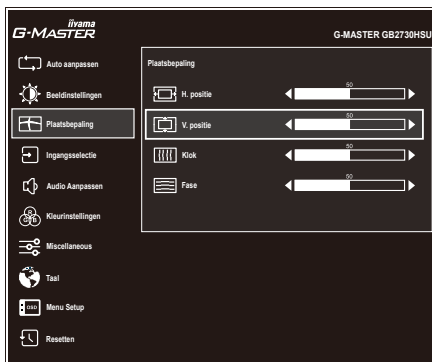 iiyama
G-MASTER
G-MASTER GB2730HSU
Auto aanpassen
Beeldinstellingen
Plaatsbepaling
Ingangsselectie
Audio Aanpassen
R
G B
Kleurinstellingen
Miscellaneous
Taal
OSD
Menu Setup
Resetten
Plaatsbepaling
H. positie
50
V. positie
50
Klok
50
Fase
50